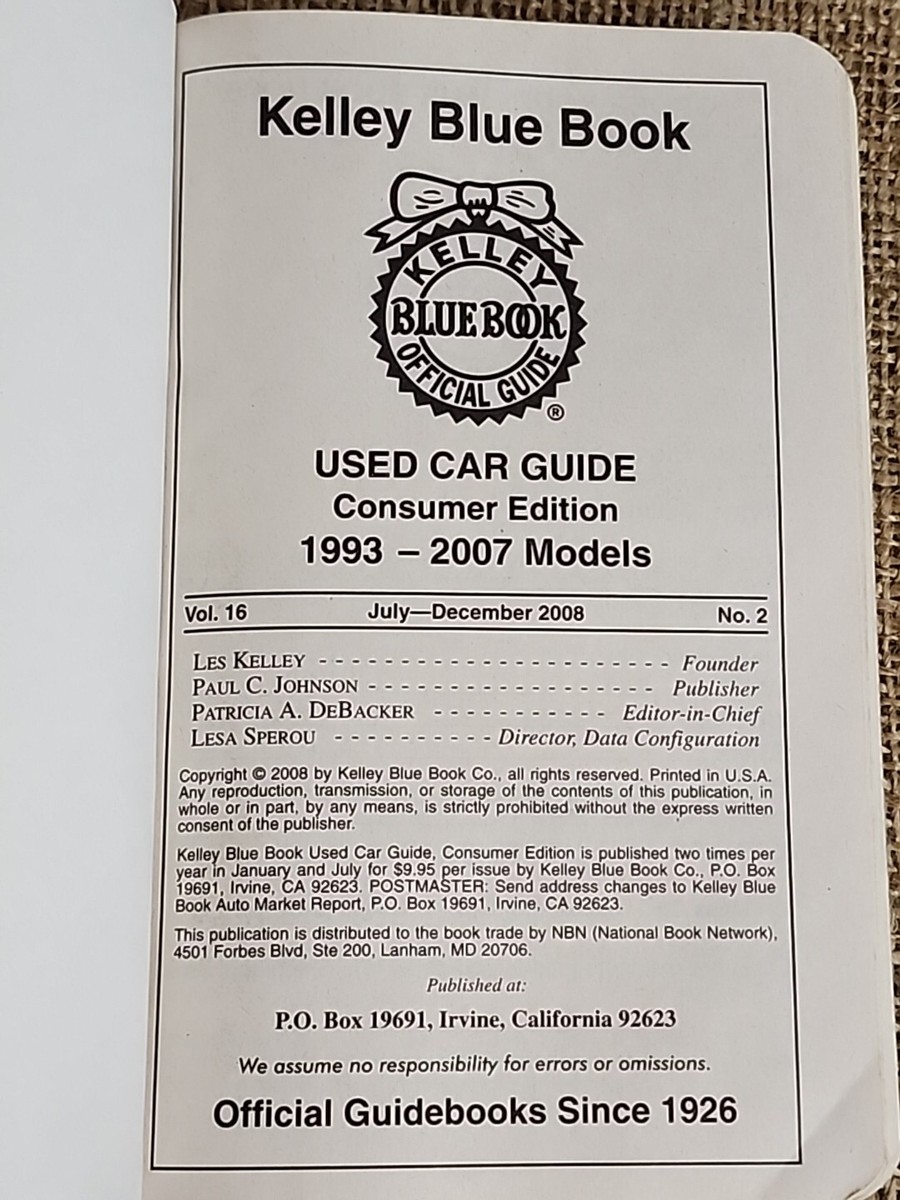 Kelley Blue Book
KELLEY
BLUE BOOK
OFFICIAL GUIDE
®
USED CAR GUIDE
Consumer Edition
1993 – 2007 Models
Vol. 16 July—December 2008 No. 2
LES KELLEY - - - - - - - - - - - - - - - - - - - - - - Founder
PAUL C. JOHNSON - - - - - - - - - - - - - - - - - - Publisher
PATRICIA A. DEBACKER - - - - - - - - - - - Editor-in-Chief
LESA SPEROU - - - - - - - - - - Director, Data Configuration
Copyright © 2008 by Kelley Blue Book Co., all rights reserved. Printed in U.S.A.
Any reproduction, transmission, or storage of the contents of this publication, in
whole or in part, by any means, is strictly prohibited without the express written
consent of the publisher.
Kelley Blue Book Used Car Guide, Consumer Edition is published two times per
year in January and July for $9.95 per issue by Kelley Blue Book Co., P.O. Box
19691, Irvine, CA 92623. POSTMASTER: Send address changes to Kelley Blue
Book Auto Market Report, P.O. Box 19691, Irvine, CA 92623.
This publication is distributed to the book trade by NBN (National Book Network),
4501 Forbes Blvd, Ste 200, Lanham, MD 20706.
Published at:
P.O. Box 19691, Irvine, California 92623
We assume no responsibility for errors or omissions.
Official Guidebooks Since 1926